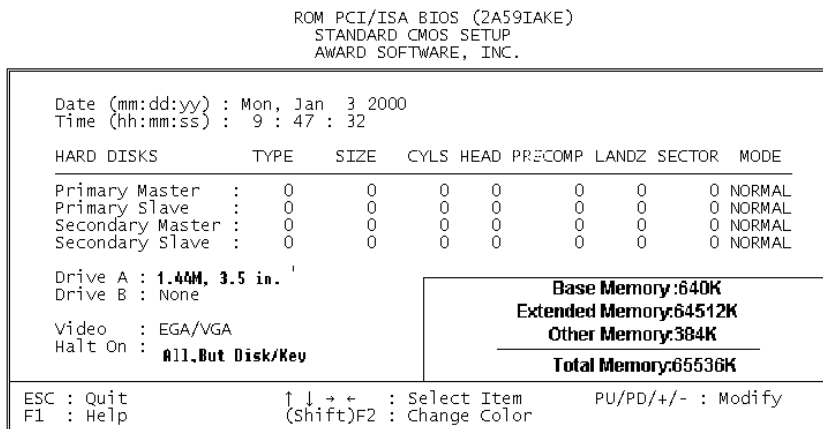 ROM PCI/ISA BIOS (2A59IAKE)
STANDARD CMOS SETUP
AWARD SOFTWARE, INC.
Date (mm:dd:yy) : Mon, Jan 3 2000
Time (hh:mm:ss) : 9 : 47 : 32
HARD DISKS TYPE SIZE CYLS HEAD PRECOMP LANDZ SECTOR MODE
Primary Master : 0 0 0 0 0 0 0 NORMAL
Primary Slave : 0 0 0 0 0 0 0 NORMAL
Secondary Master : 0 0 0 0 0 0 0 NORMAL
Secondary Slave : 0 0 0 0 0 0 0 NORMAL
Drive A : 1.44M, 3.5 in.
Drive B : None
Video : EGA/VGA
Halt On : All,But Disk/Key
Base Memory :640K
Extended Memory:64512K
Other Memory:384K
Total Memory:65536K
ESC : Quit ↑ ↓ → ← : Select Item PU/PD/+/- : Modify
F1 : Help (Shift)F2 : Change Color